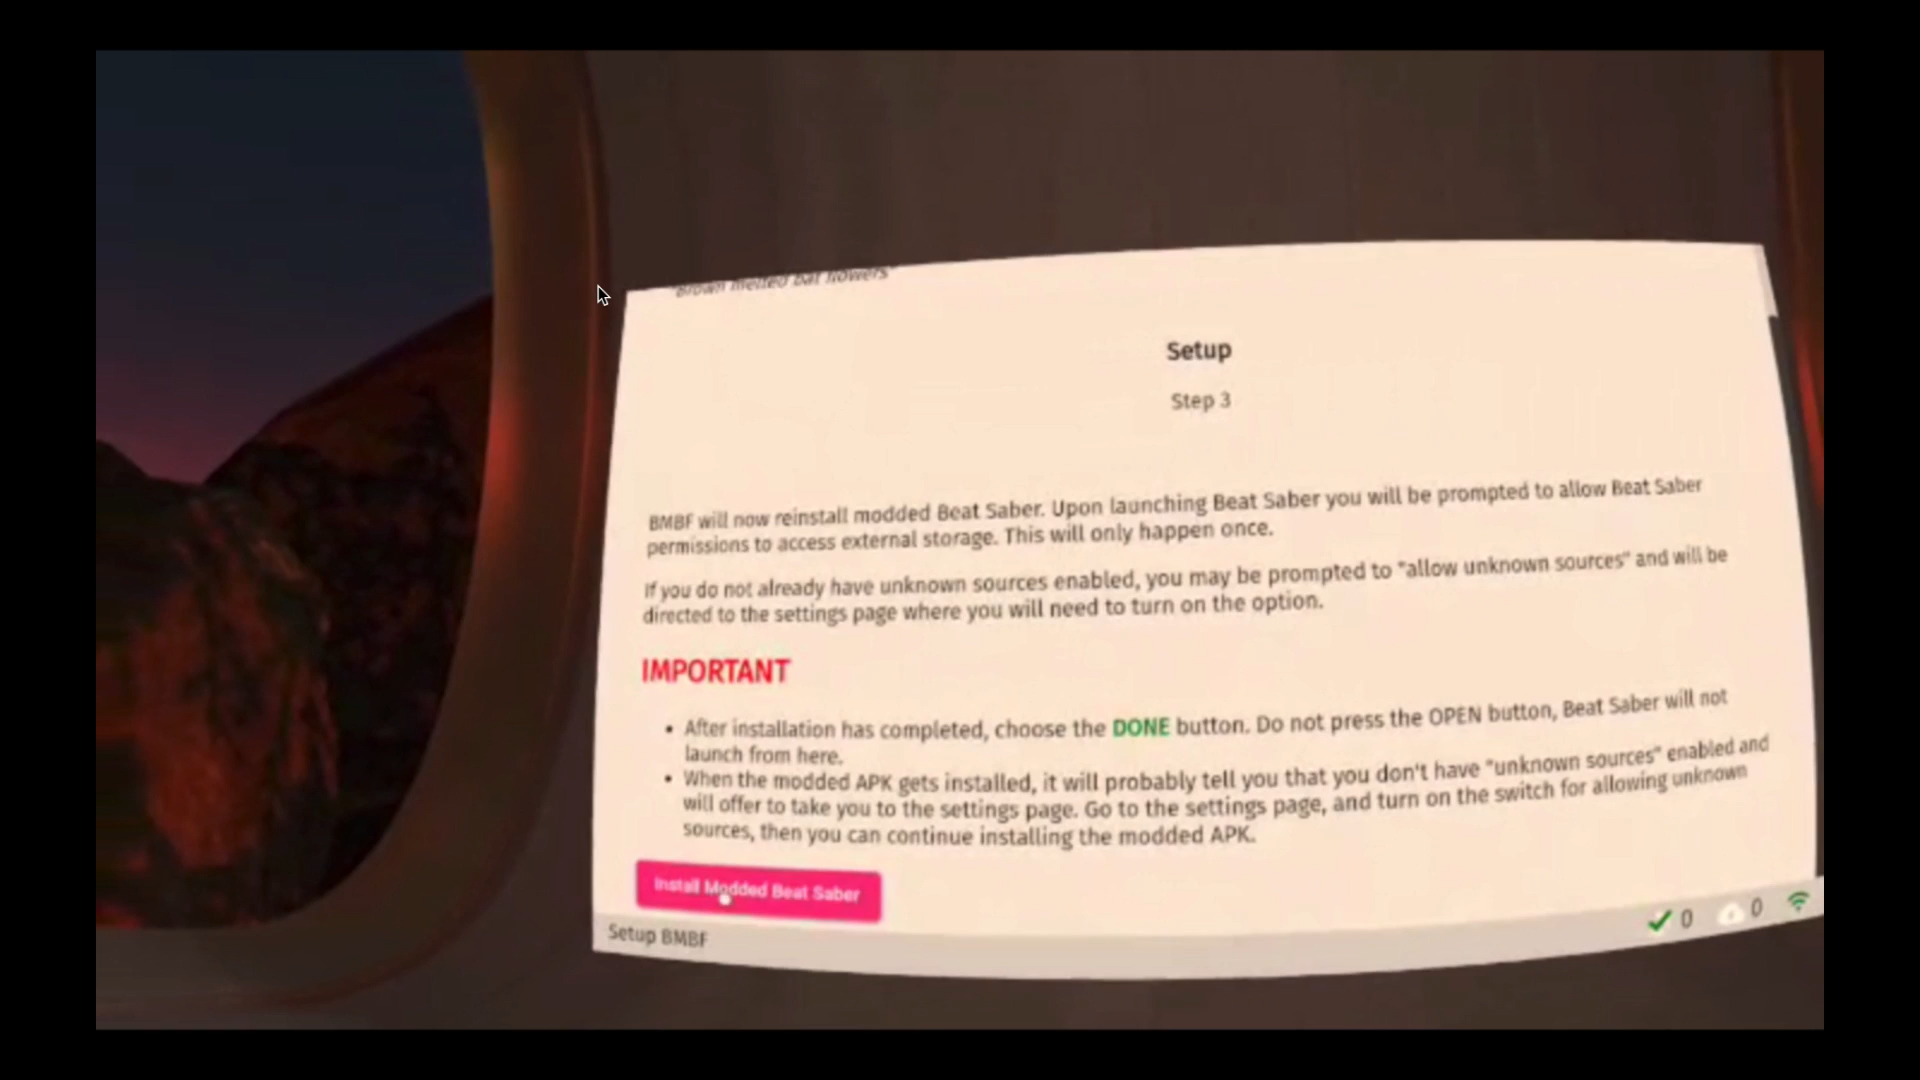 "Brown melted bat flowers"
Setup
Step 3
BMBF will now reinstall modded Beat Saber. Upon launching Beat Saber you will be prompted to allow Beat Saber
permissions to access external storage. This will only happen once.
If you do not already have unknown sources enabled, you may be prompted to "allow unknown sources" and will be
directed to the settings page where you will need to turn on the option.
IMPORTANT
• After installation has completed, choose the DONE button. Do not press the OPEN button, Beat Saber will not
launch from here.
• When the modded APK gets installed, it will probably tell you that you don't have "unknown sources" enabled and
will offer to take you to the settings page. Go to the settings page, and turn on the switch for allowing unknown
sources, then you can continue installing the modded APK.
Install Modded Beat Saber
Setup BMBF
0
0